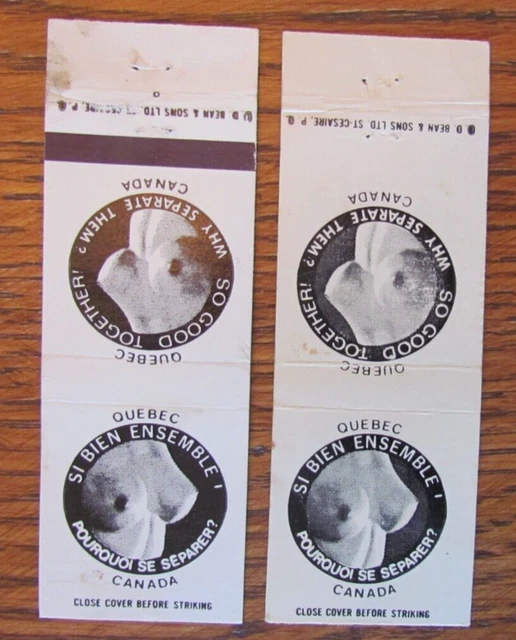 D. D. BEAN & SONS LTD. ST-CESAIRE, P. Q.
CANADA
WHY SEPARATE THEM?
SO GOOD TOGETHER!
QUEBEC
QUEBEC
SI BIEN ENSEMBLE!
POURQUOI SE SÉPARER?
CANADA
CLOSE COVER BEFORE STRIKING
D. D. BEAN & SONS LTD ST-CESAIRE, P. Q.
CANADA
WHY SEPARATE THEM?
SO GOOD TOGETHER!
QUEBEC
QUEBEC
SI BIEN ENSEMBLE!
POURQUOI SE SÉPARER?
CANADA
CLOSE COVER BEFORE STRIKING